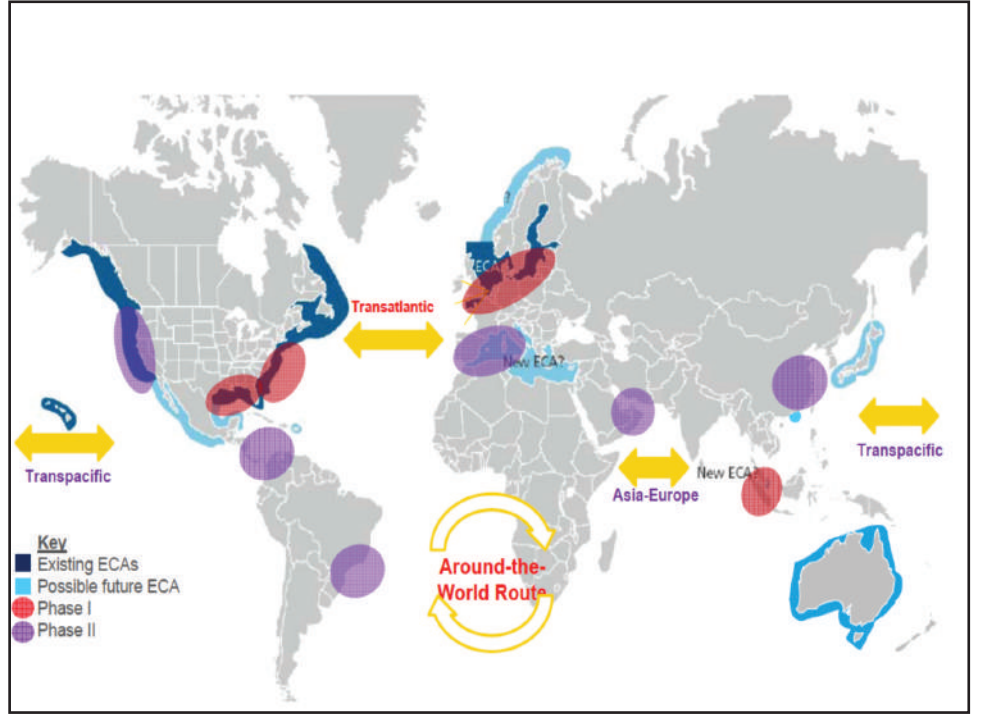 ?
ECA
Transatlantic
New ECA?
Transpacific
New ECA?
Transpacific
Asia-Europe
Around-the-
World Route
Key
Existing ECAs
Possible future ECA
Phase I
Phase II